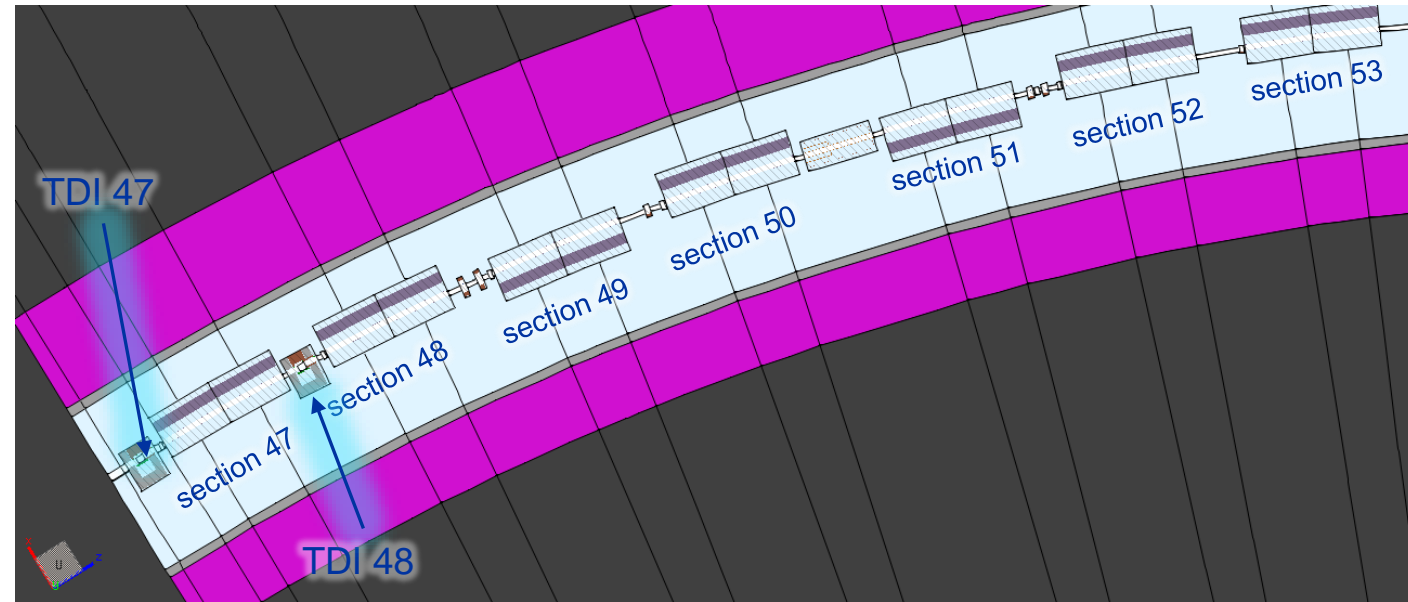 section 53
section 52
section 51
TDI 47
section 50
section 49
section 48
section 47
TDI 48
X
Z
U